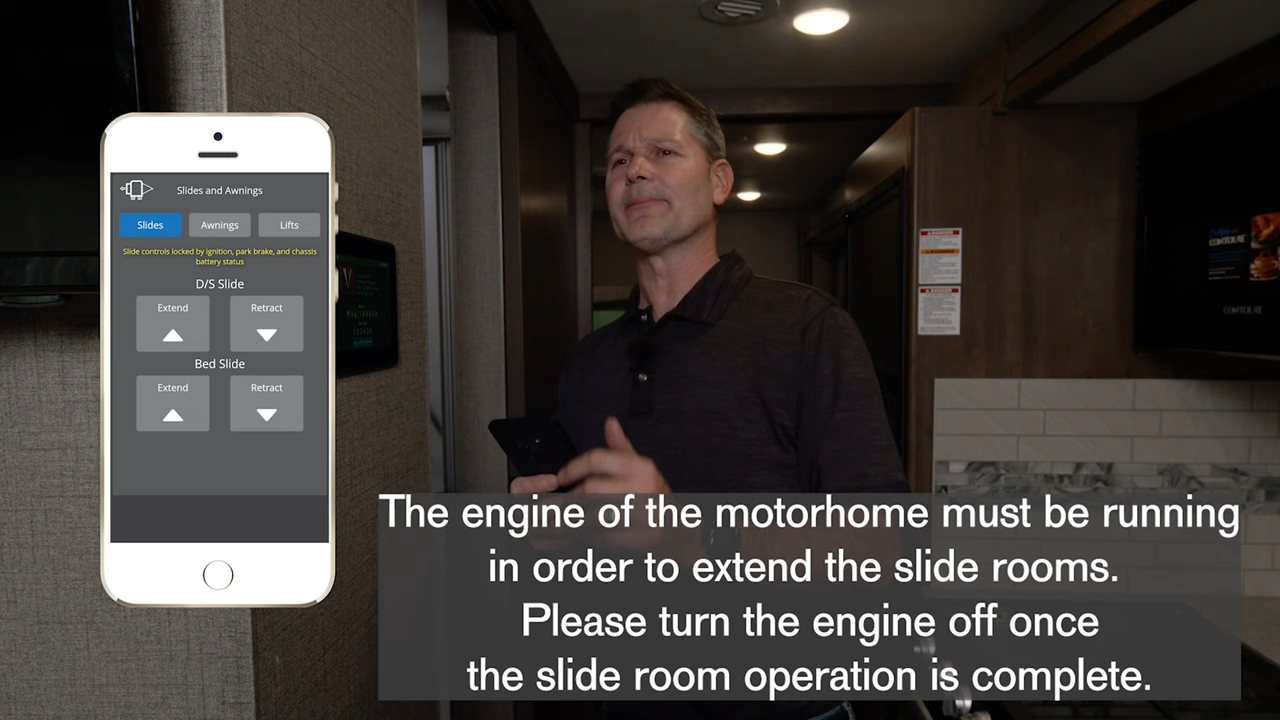 Slides and Awnings
Slides
Awnings
Lifts
Slide controls locked by ignition, park brake, and chassis
battery status
D/S Slide
Extend
Retract
Bed Slide
Extend
Retract
CONTOURE
CONTOURE
The engine of the motorhome must be running
in order to extend the slide rooms.
Please turn the engine off once
the slide room operation is complete.